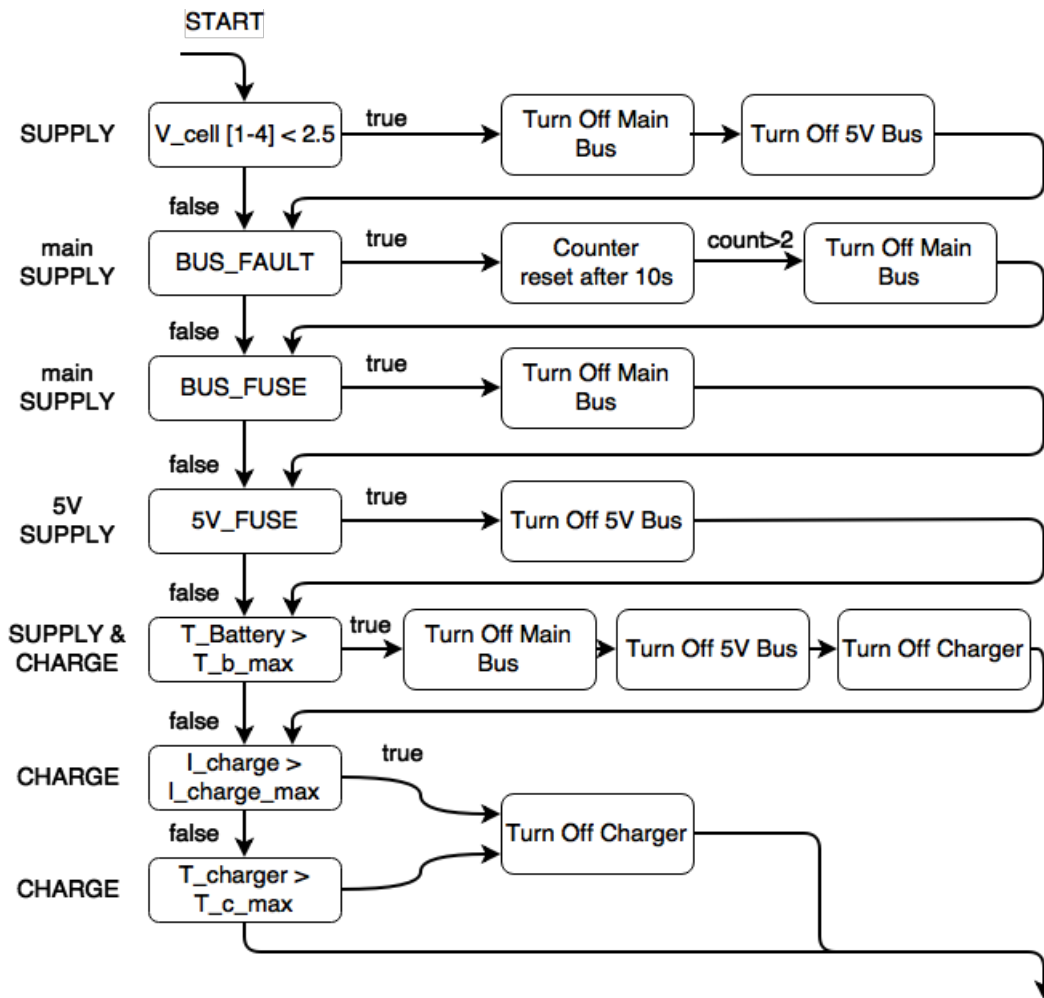 START
SUPPLY
V_cell [1-4] < 2.5
true
Turn Off Main
Bus
Turn Off 5V Bus
false
main
SUPPLY
BUS_FAULT
true
Counter
reset after 10s
count>2
Turn Off Main
Bus
false
main
SUPPLY
BUS_FUSE
true
Turn Off Main
Bus
false
5V
SUPPLY
5V_FUSE
true
Turn Off 5V Bus
false
SUPPLY &
CHARGE
T_Battery >
T_b_max
true
Turn Off Main
Bus
Turn Off 5V Bus
Turn Off Charger
false
CHARGE
I_charge >
I_charge_max
true
Turn Off Charger
false
CHARGE
T_charger >
T_c_max